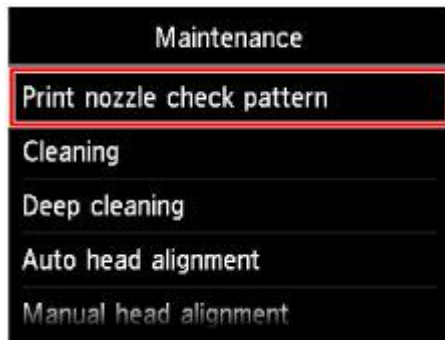 Maintenance
Print nozzle check pattern
Cleaning
Deep cleaning
Auto head alignment
Manual head alignment